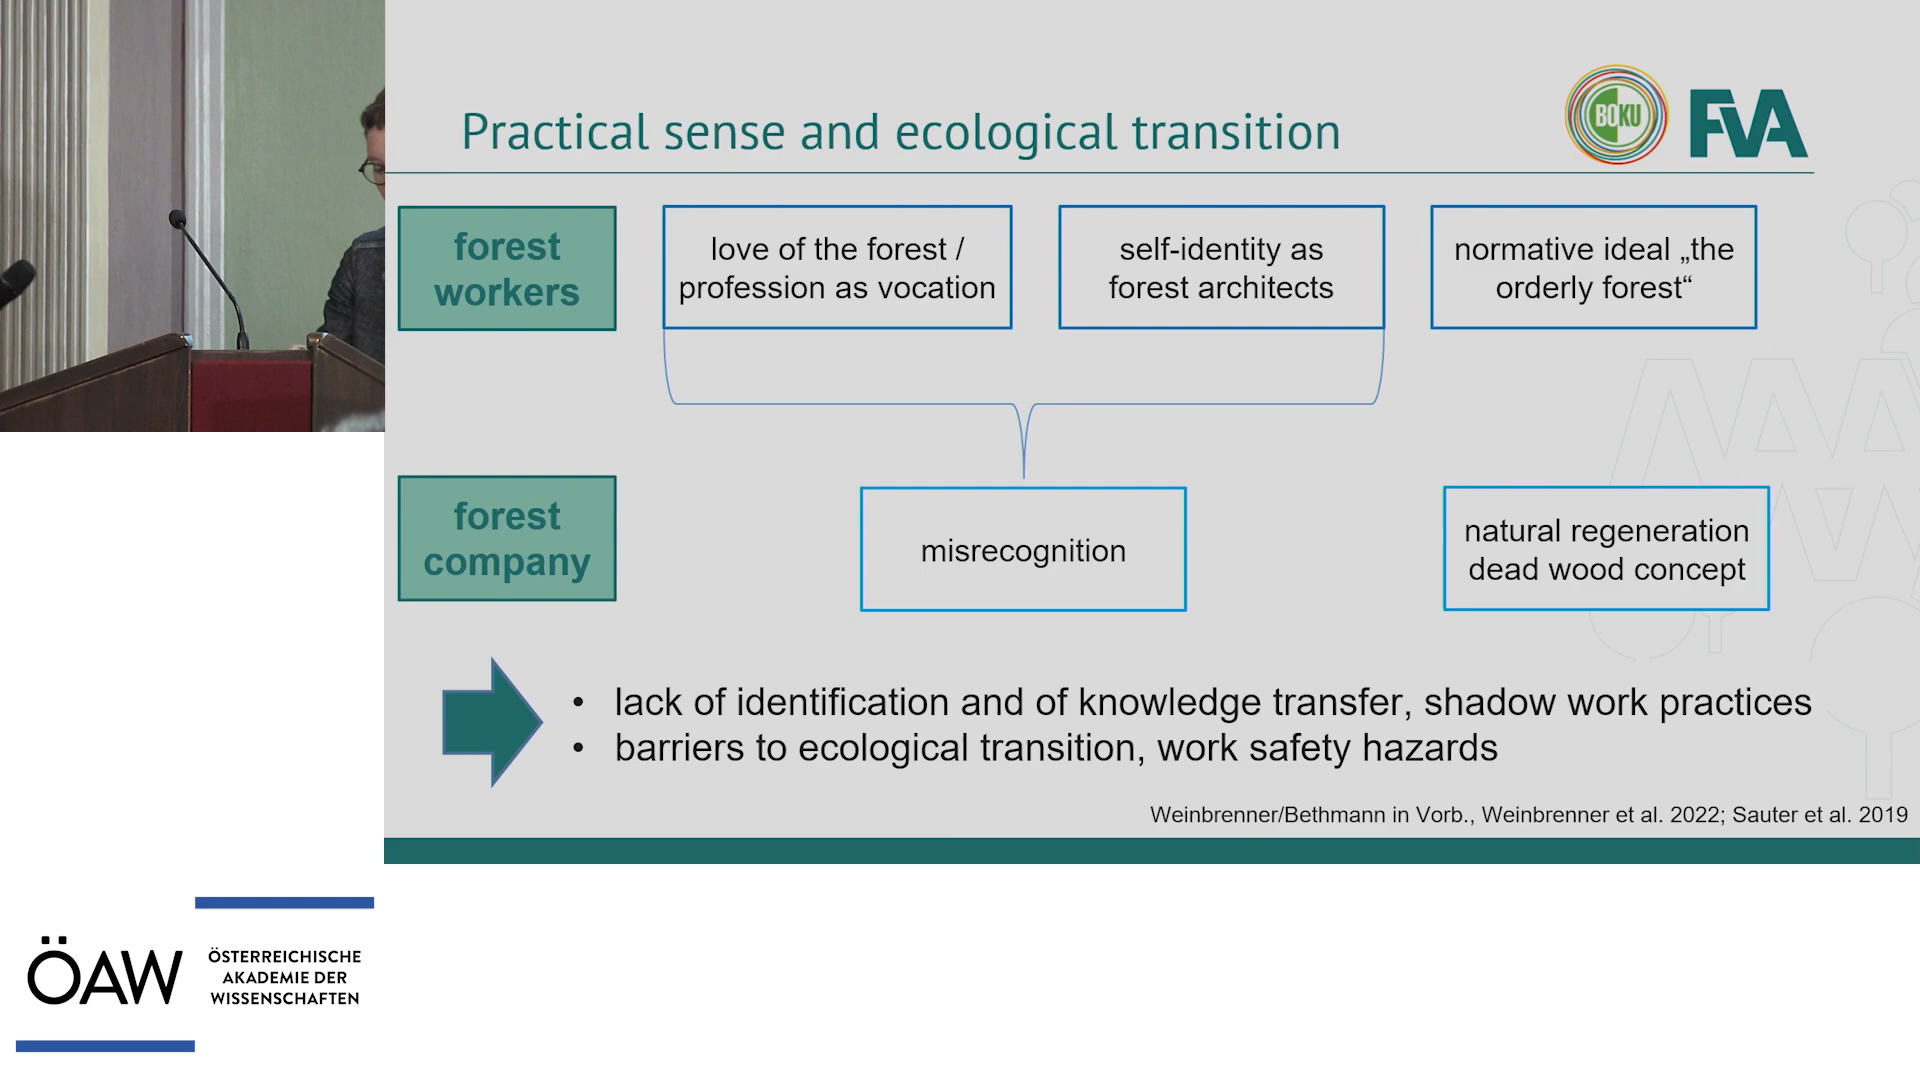 Practical sense and ecological transition
BOKU
FVA
forest
workers
love of the forest /
profession as vocation
self-identity as
forest architects
normative ideal „the
orderly forest“
forest
company
misrecognition
natural regeneration
dead wood concept
• lack of identification and of knowledge transfer, shadow work practices
• barriers to ecological transition, work safety hazards
Weinbrenner/Bethmann in Vorb., Weinbrenner et al. 2022; Sauter et al. 2019
ÖAW
ÖSTERREICHISCHE
AKADEMIE DER
WISSENSCHAFTEN